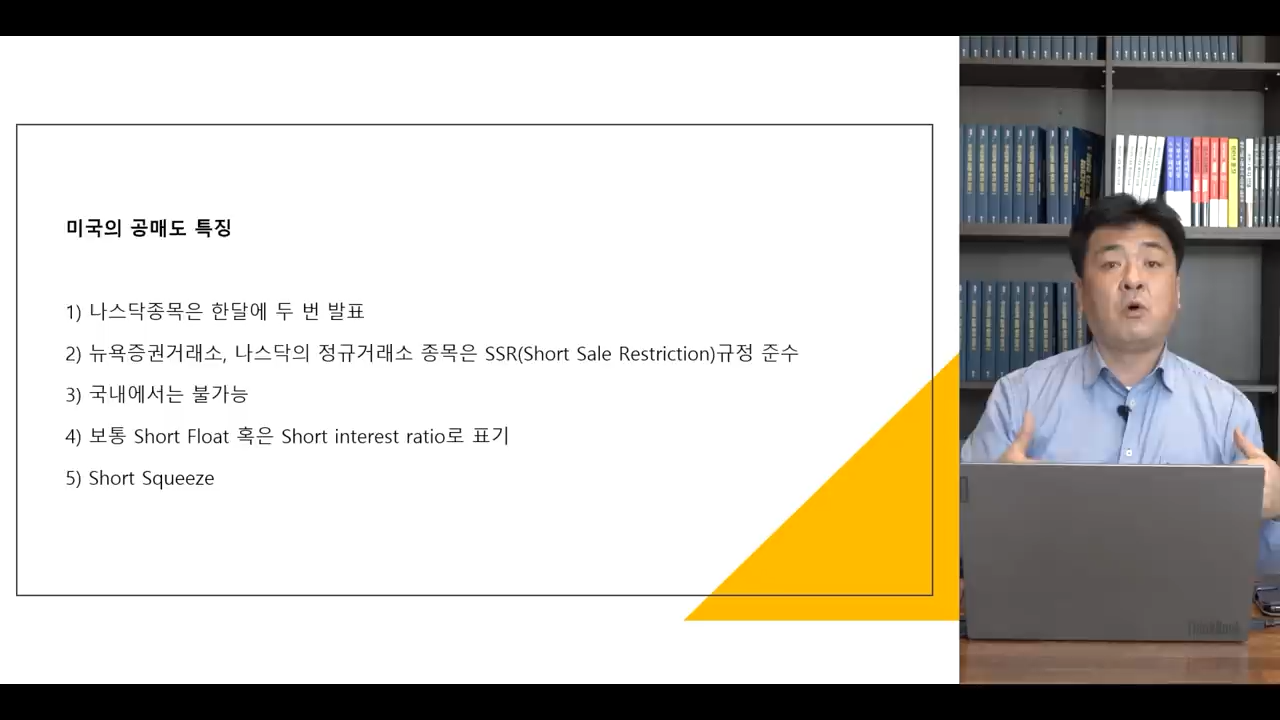 미국의 공매도 특징
1) 나스닥종목은 한달에 두 번 발표
2) 뉴욕증권거래소, 나스닥의 정규거래소 종목은 SSR(Short Sale Restriction)규정 준수
3) 국내에서는 불가능
4) 보통 Short Float 혹은 Short interest ratio로 표기
5) Short Squeeze
ThinkBook